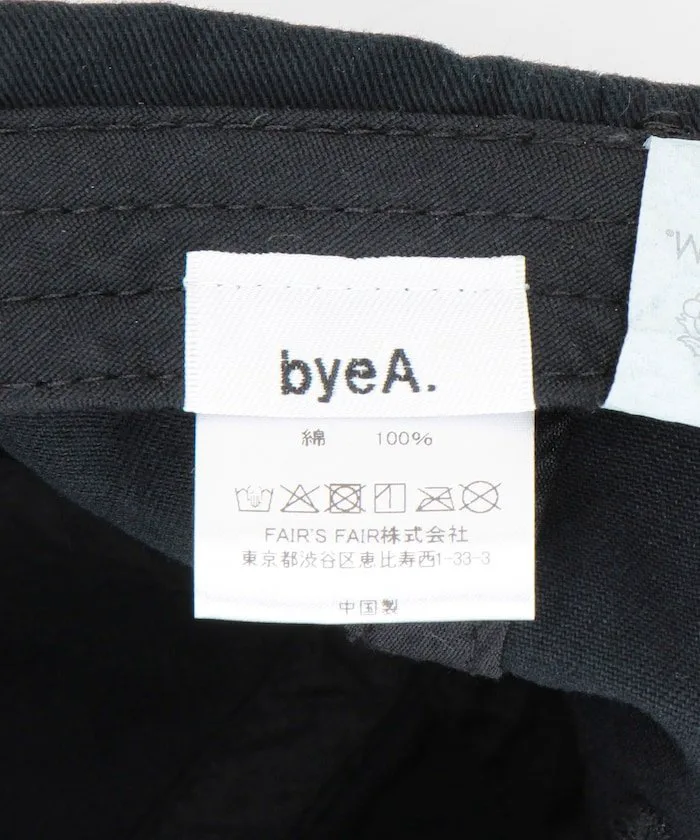 byeA.
綿 100%
FAIR'S FAIR株式会社
東京都渋谷区恵比寿西1-33-3
中国製
M.